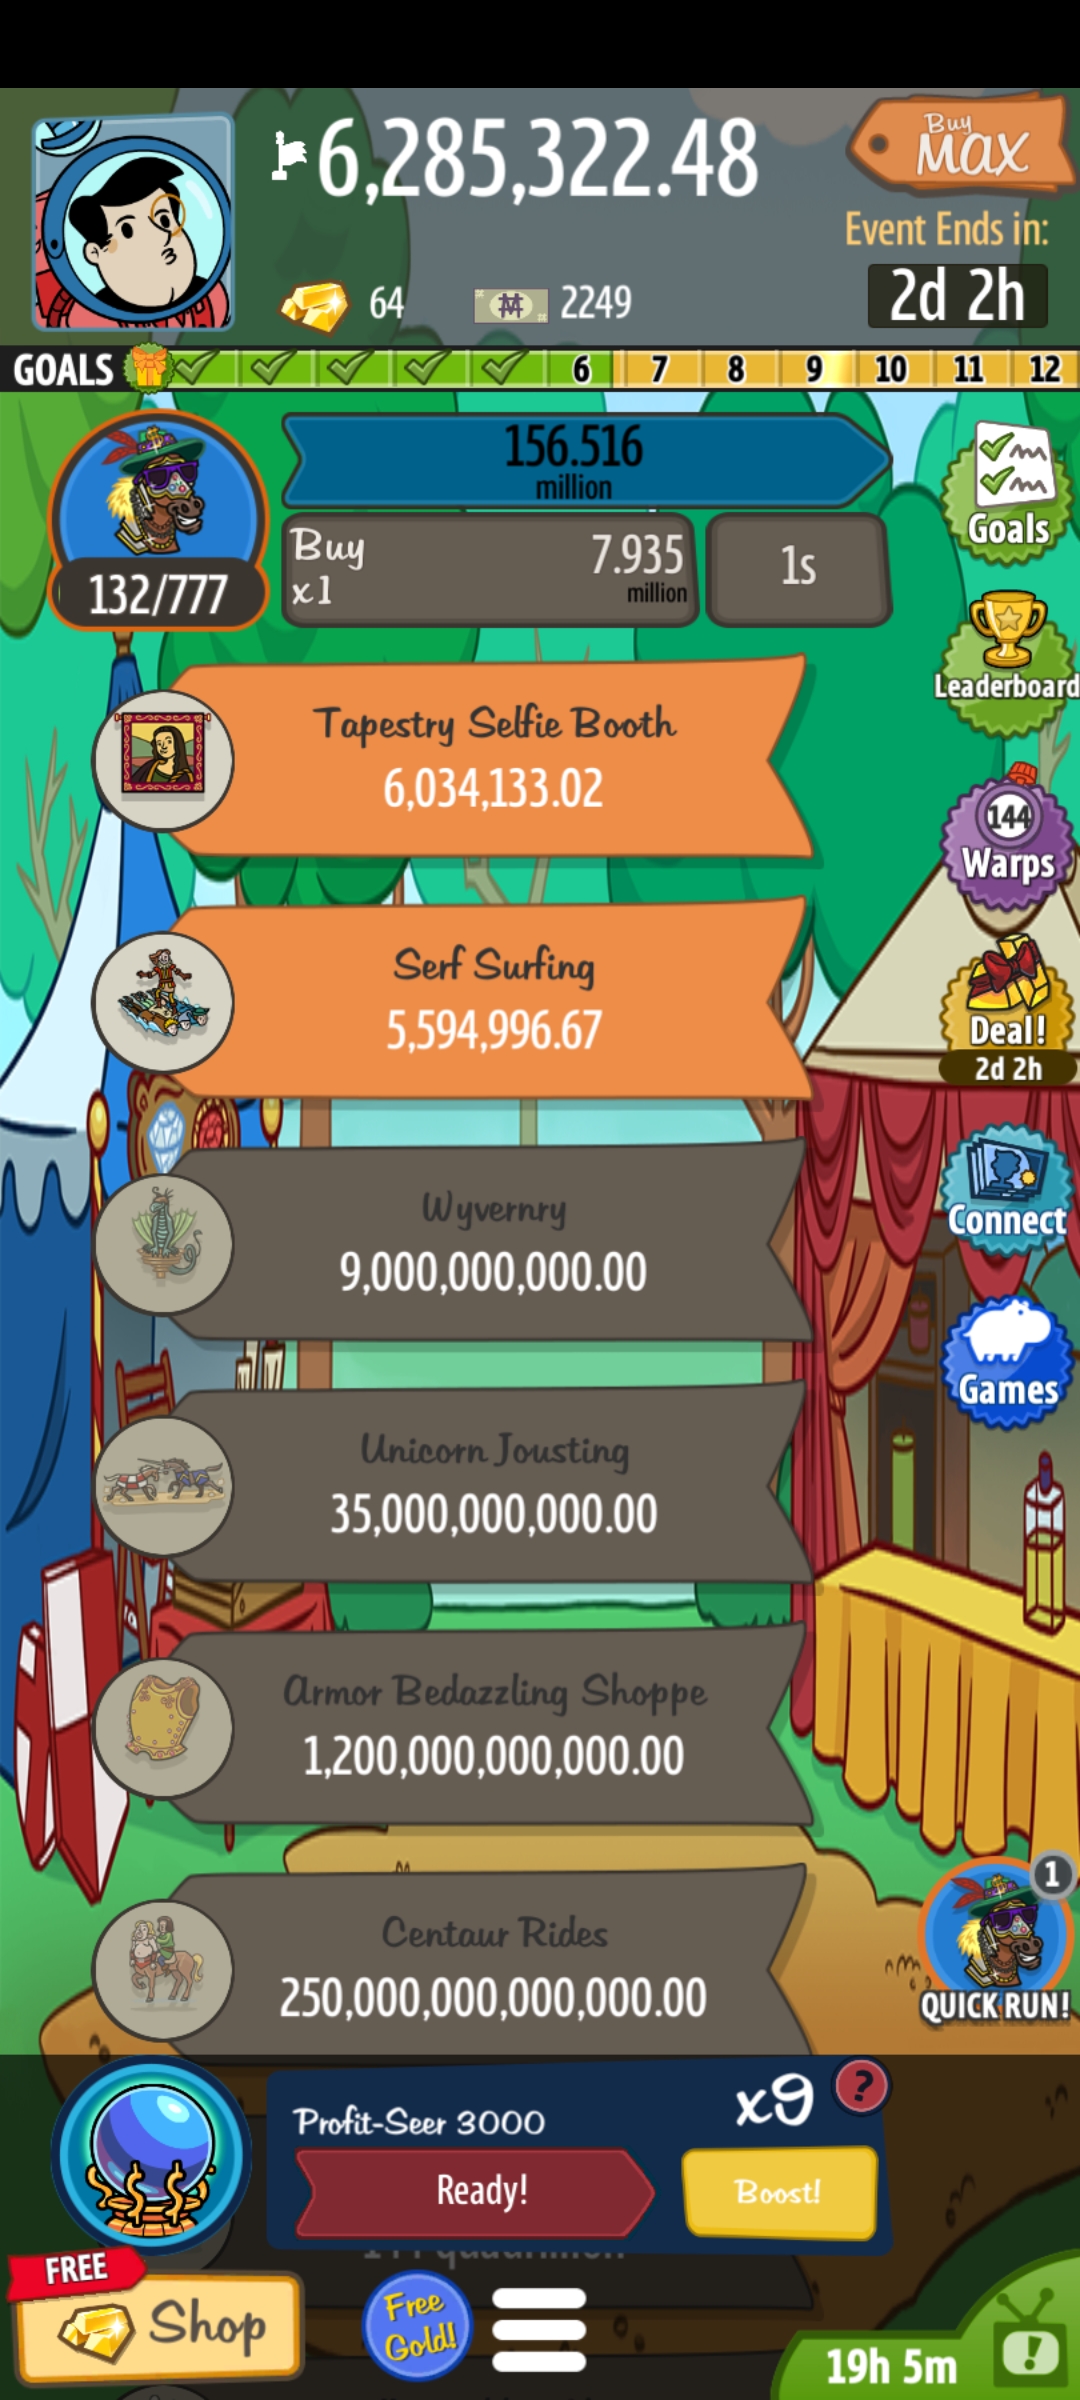 6,285,322.48
Buy
MAX
Event Ends in:
2d 2h
64
2249
GOALS 6 7 8 9 10 11 12
156.516
million
132/777
Buy
x1
7.935
million
1s
Goals
Leaderboard
Tapestry Selfie Booth
6,034,133.02
144
Warps
Serf Surfing
5,594,996.67
Deal!
2d 2h
Wyvernry
9,000,000,000.00
Connect
Games
Unicorn Jousting
35,000,000,000.00
Armor Bedazzling Shoppe
1,200,000,000,000.00
Centaur Rides
250,000,000,000,000.00
1
QUICK RUN!
Profit-Seer 3000
x9
?
Ready!
Boost!
FREE
Shop
Free
Gold!
19h 5m
!